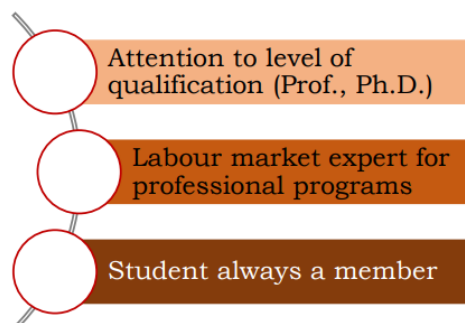 Attention to level of
qualification (Prof., Ph.D.)
Labour market expert for
professional programs
Student always a member